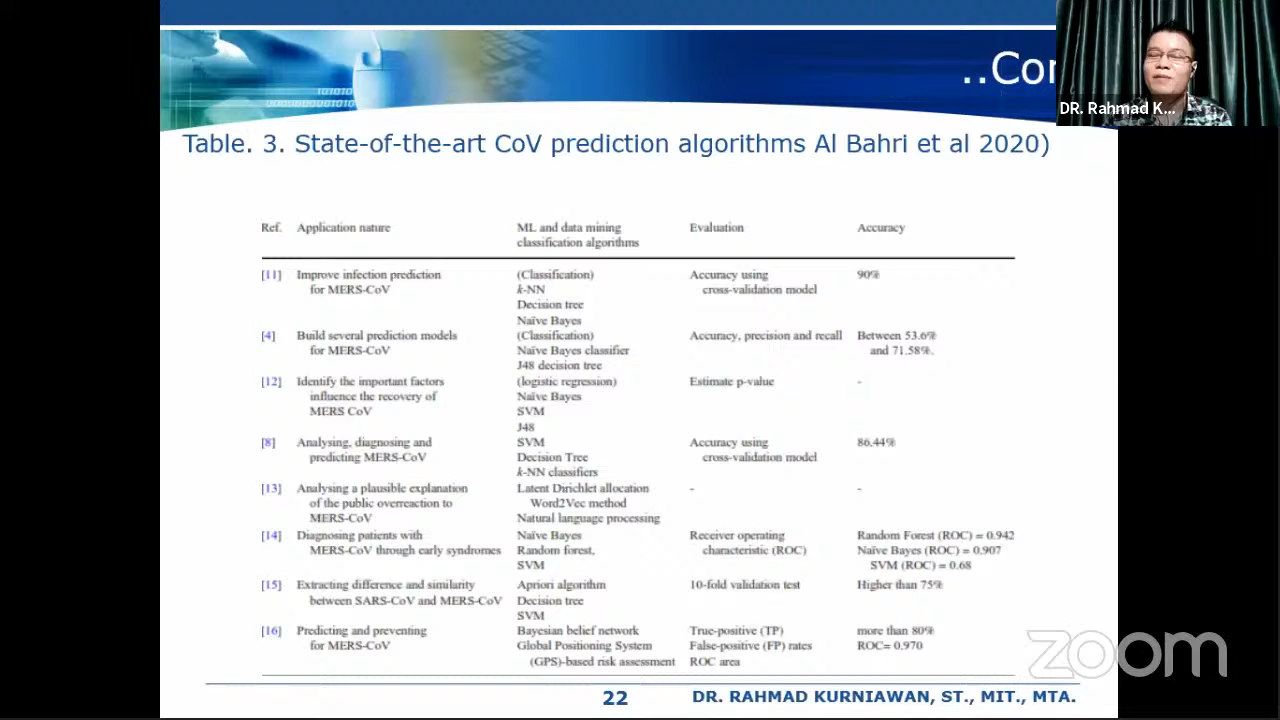 ..Con
DR. Rahmad K...
Table. 3. State-of-the-art CoV prediction algorithms Al Bahri et al 2020)
Ref. Application nature ML and data mining classification algorithms Evaluation Accuracy
[11] Improve infection prediction for MERS-CoV (Classification) k-NN Decision tree Naïve Bayes Accuracy using cross-validation model 90%
[4] Build several prediction models for MERS-CoV (Classification) Naïve Bayes classifier J48 decision tree Accuracy, precision and recall Between 53.6% and 71.58%.
[12] Identify the important factors influence the recovery of MERS CoV (logistic regression) Naïve Bayes SVM J48 Estimate p-value -
[8] Analysing, diagnosing and predicting MERS-CoV SVM Decision Tree k-NN classifiers Accuracy using cross-validation model 86.44%
[13] Analysing a plausible explanation of the public overreaction to MERS-CoV Latent Dirichlet allocation Word2Vec method Natural language processing - -
[14] Diagnosing patients with MERS-CoV through early syndromes Naïve Bayes Random forest, SVM Receiver operating characteristic (ROC) Random Forest (ROC) = 0.942 Naïve Bayes (ROC) = 0.907 SVM (ROC) = 0.68
[15] Extracting difference and similarity between SARS-CoV and MERS-CoV Apriori algorithm Decision tree SVM 10-fold validation test Higher than 75%
[16] Predicting and preventing for MERS-CoV Bayesian belief network Global Positioning System (GPS)-based risk assessment True-positive (TP) False-positive (FP) rates ROC area more than 80% ROC= 0.970
zoom
22 DR. RAHMAD KURNIAWAN, ST., MIT., MTA.